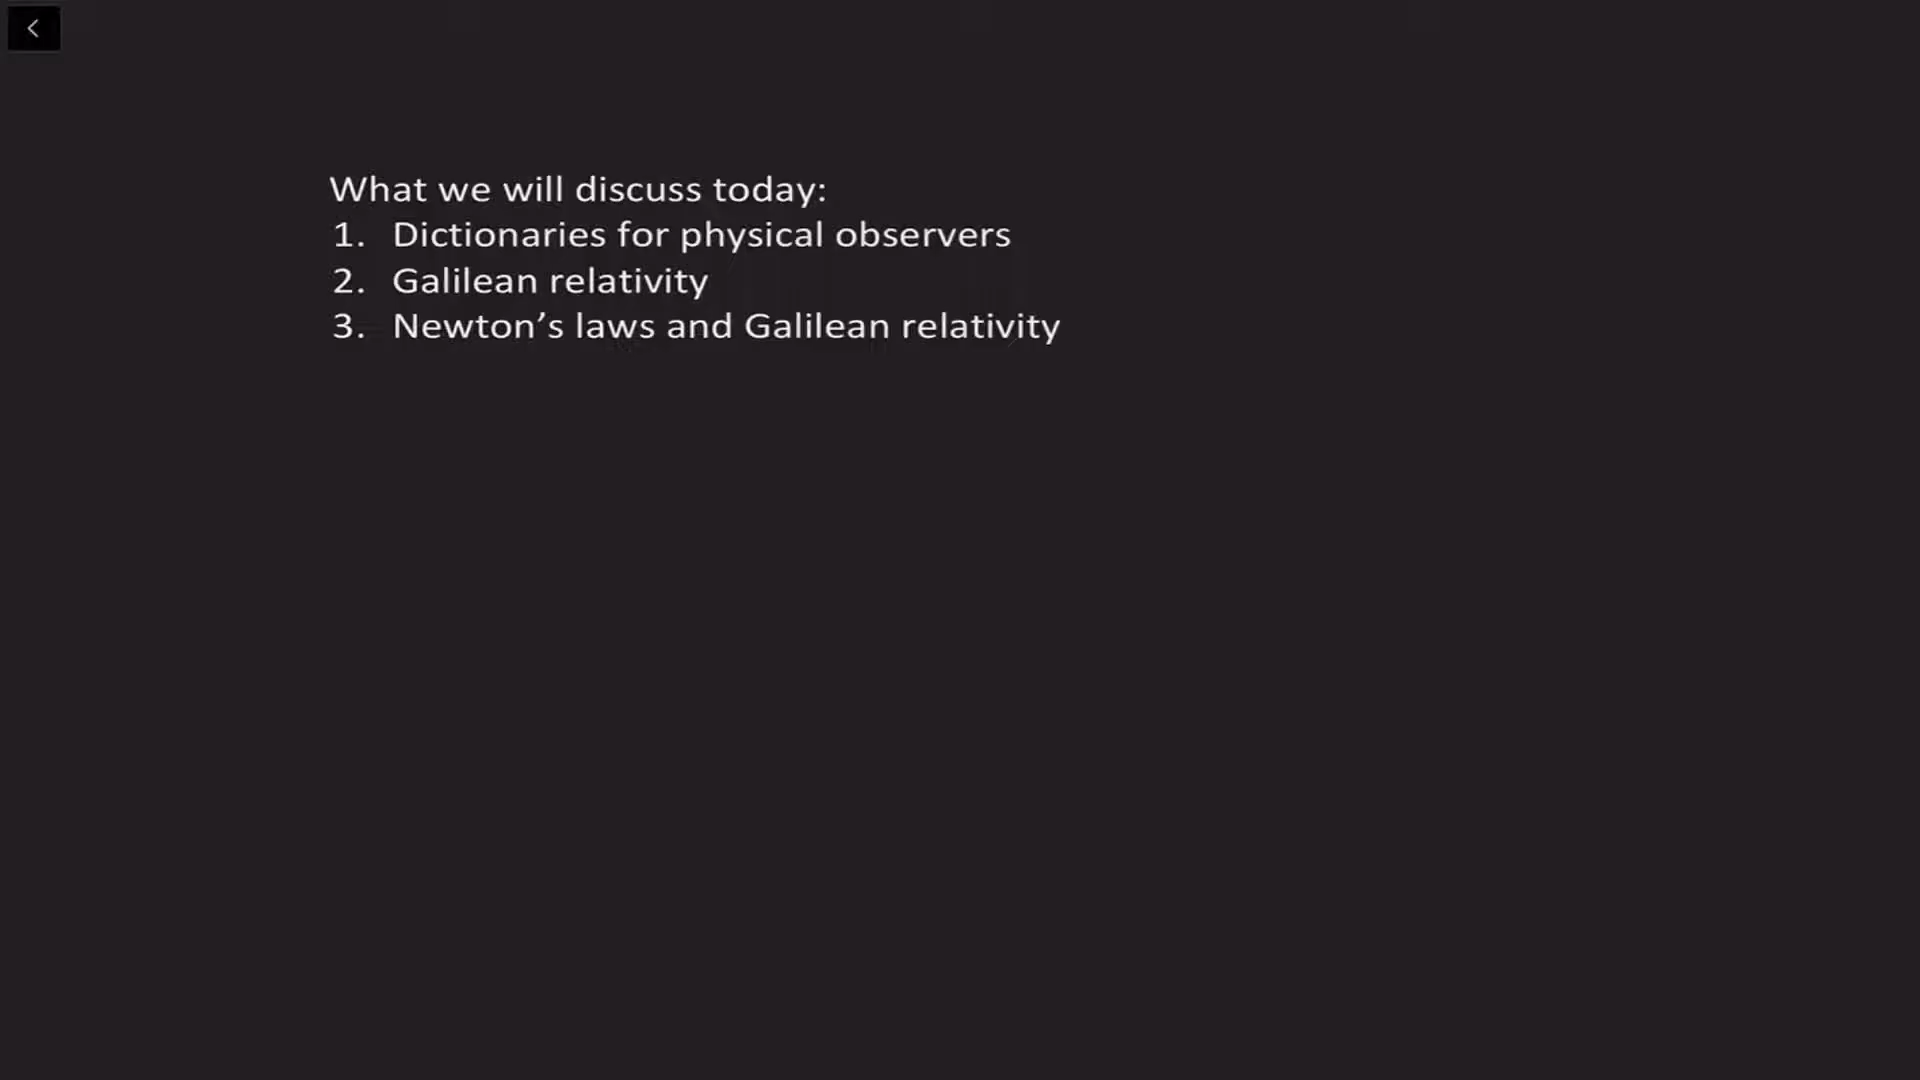 What we will discuss today:
1. Dictionaries for physical observers
2. Galilean relativity
3. Newton’s laws and Galilean relativity